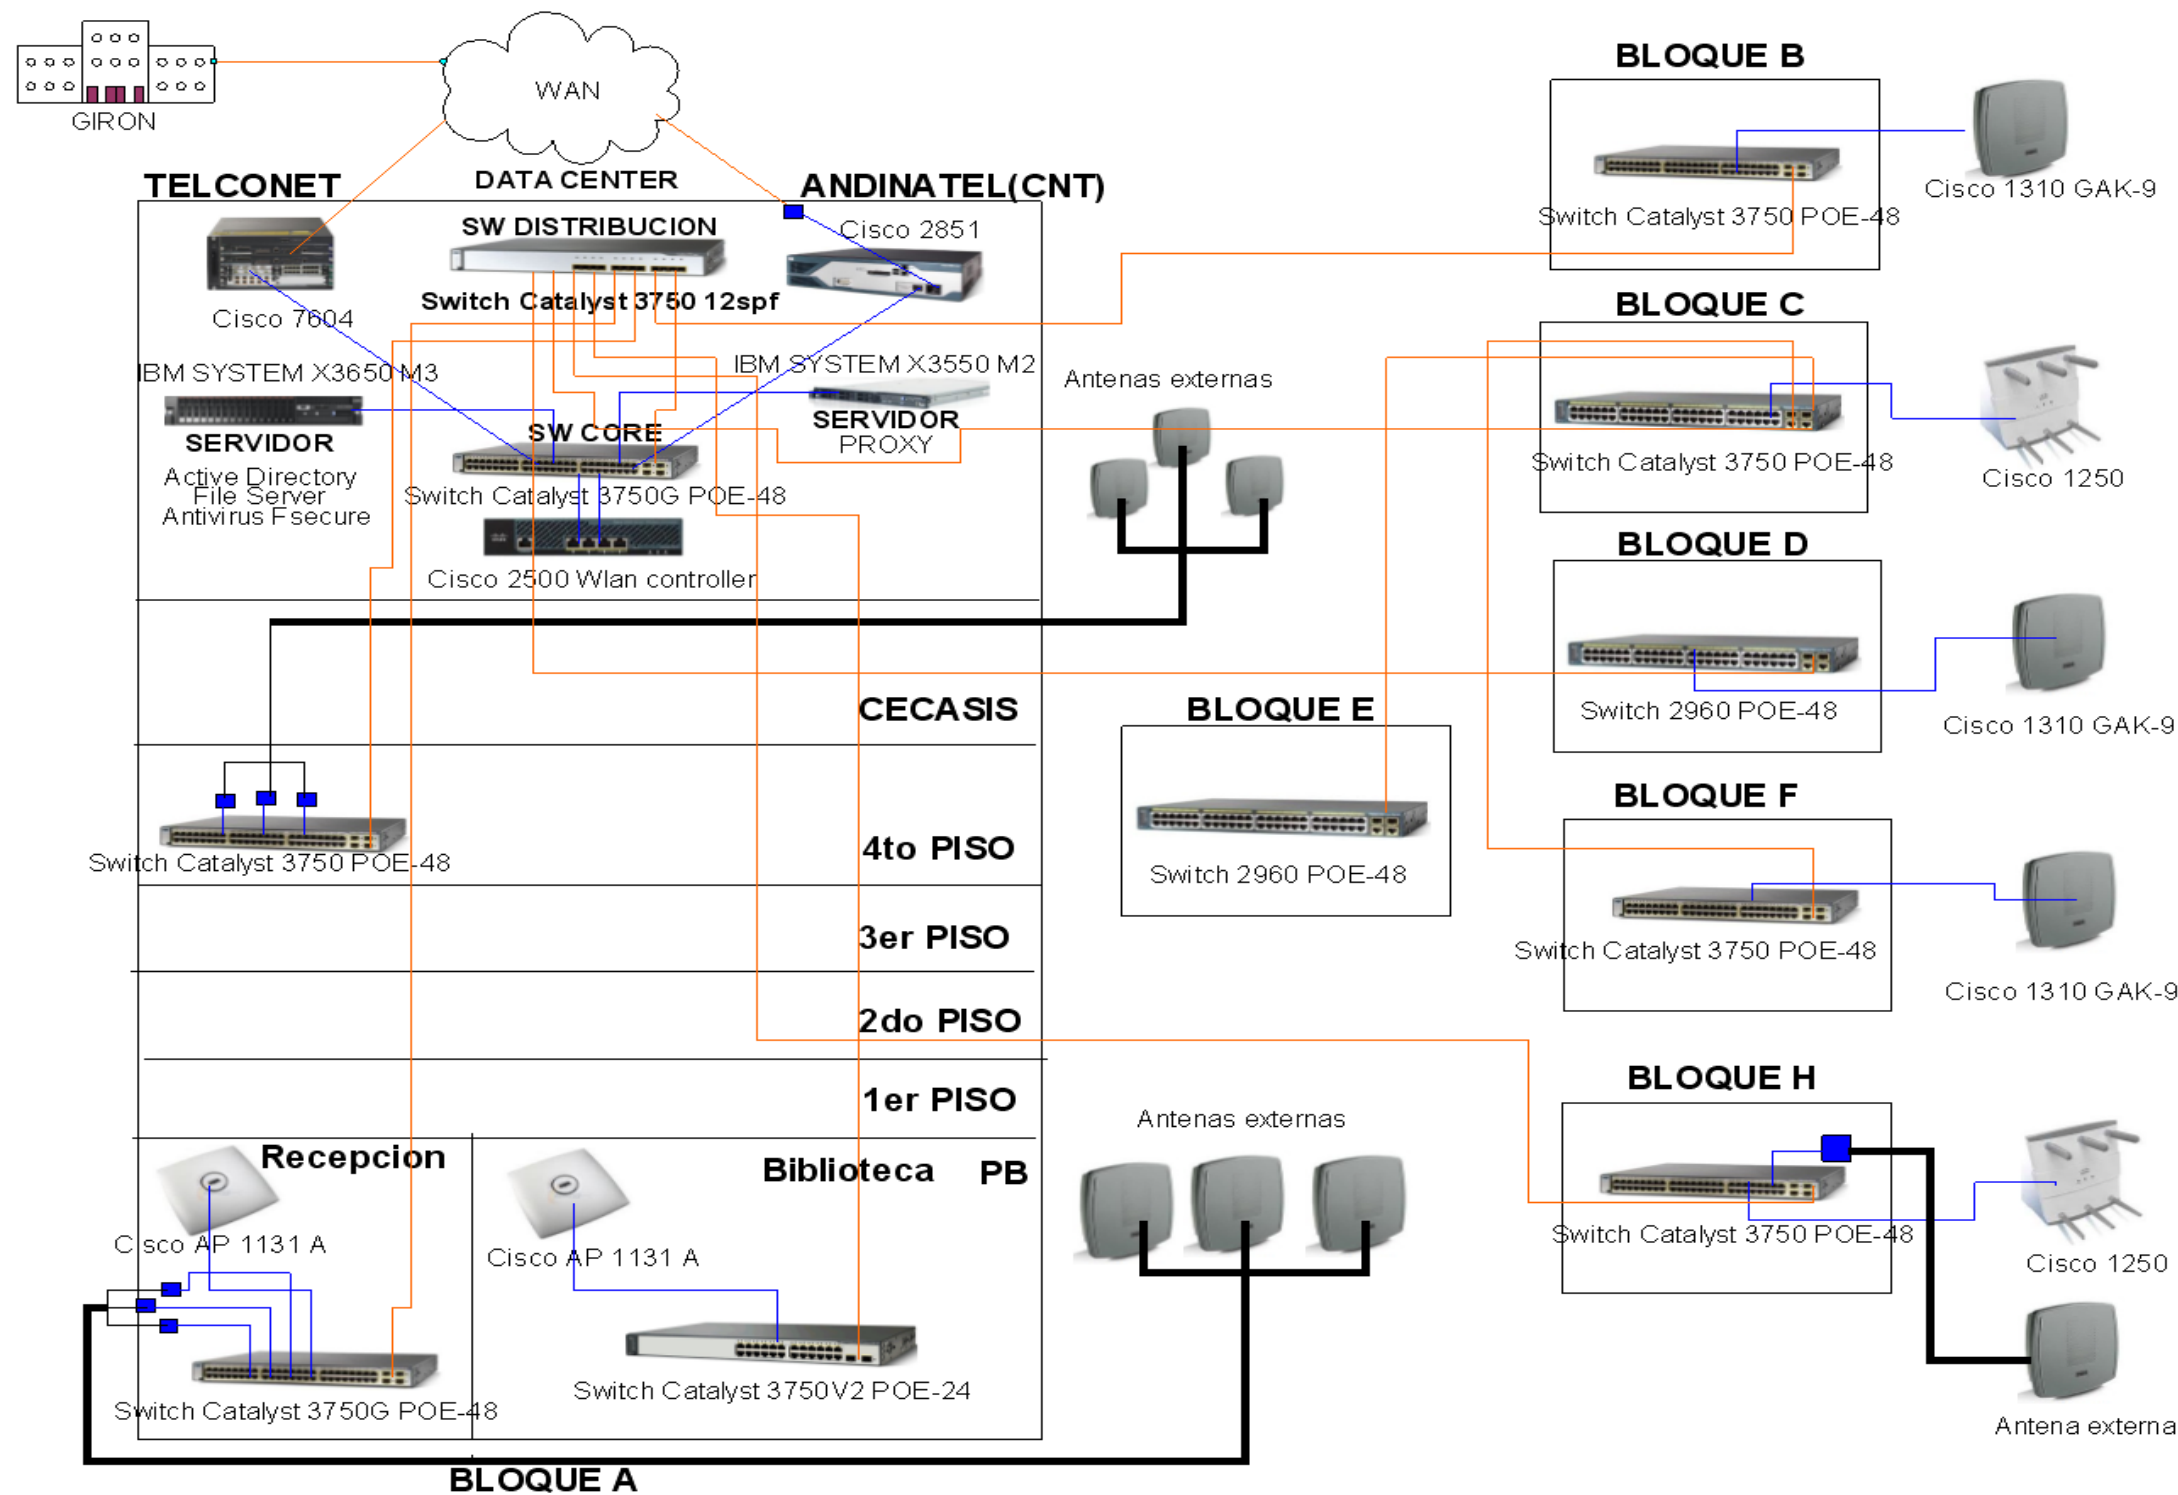 GIRON
WAN
TELCONET
DATA CENTER
ANDINATEL(CNT)
SW DISTRIBUCION
Cisco 2851
Switch Catalyst 3750 12spf
Cisco 7604
IBM SYSTEM X3650 M3
IBM SYSTEM X3550 M2
SERVIDOR
PROXY
SERVIDOR
Active Directory
File Server
Antivirus Fsecure
SW CORE
Switch Catalyst 3750G POE-48
Cisco 2500 Wlan controller
Antenas externas
CECASIS
4to PISO
Switch Catalyst 3750 POE-48
3er PISO
2do PISO
1er PISO
Recepcion
Biblioteca PB
Cisco AP 1131 A
Cisco AP 1131 A
Switch Catalyst 3750G POE-48
Switch Catalyst 3750V2 POE-24
BLOQUE A
Antenas externas
BLOQUE B
Switch Catalyst 3750 POE-48
Cisco 1310 GAK-9
BLOQUE C
Switch Catalyst 3750 POE-48
Cisco 1250
BLOQUE D
Switch 2960 POE-48
Cisco 1310 GAK-9
BLOQUE E
Switch 2960 POE-48
BLOQUE F
Switch Catalyst 3750 POE-48
Cisco 1310 GAK-9
BLOQUE H
Switch Catalyst 3750 POE-48
Cisco 1250
Antena externa